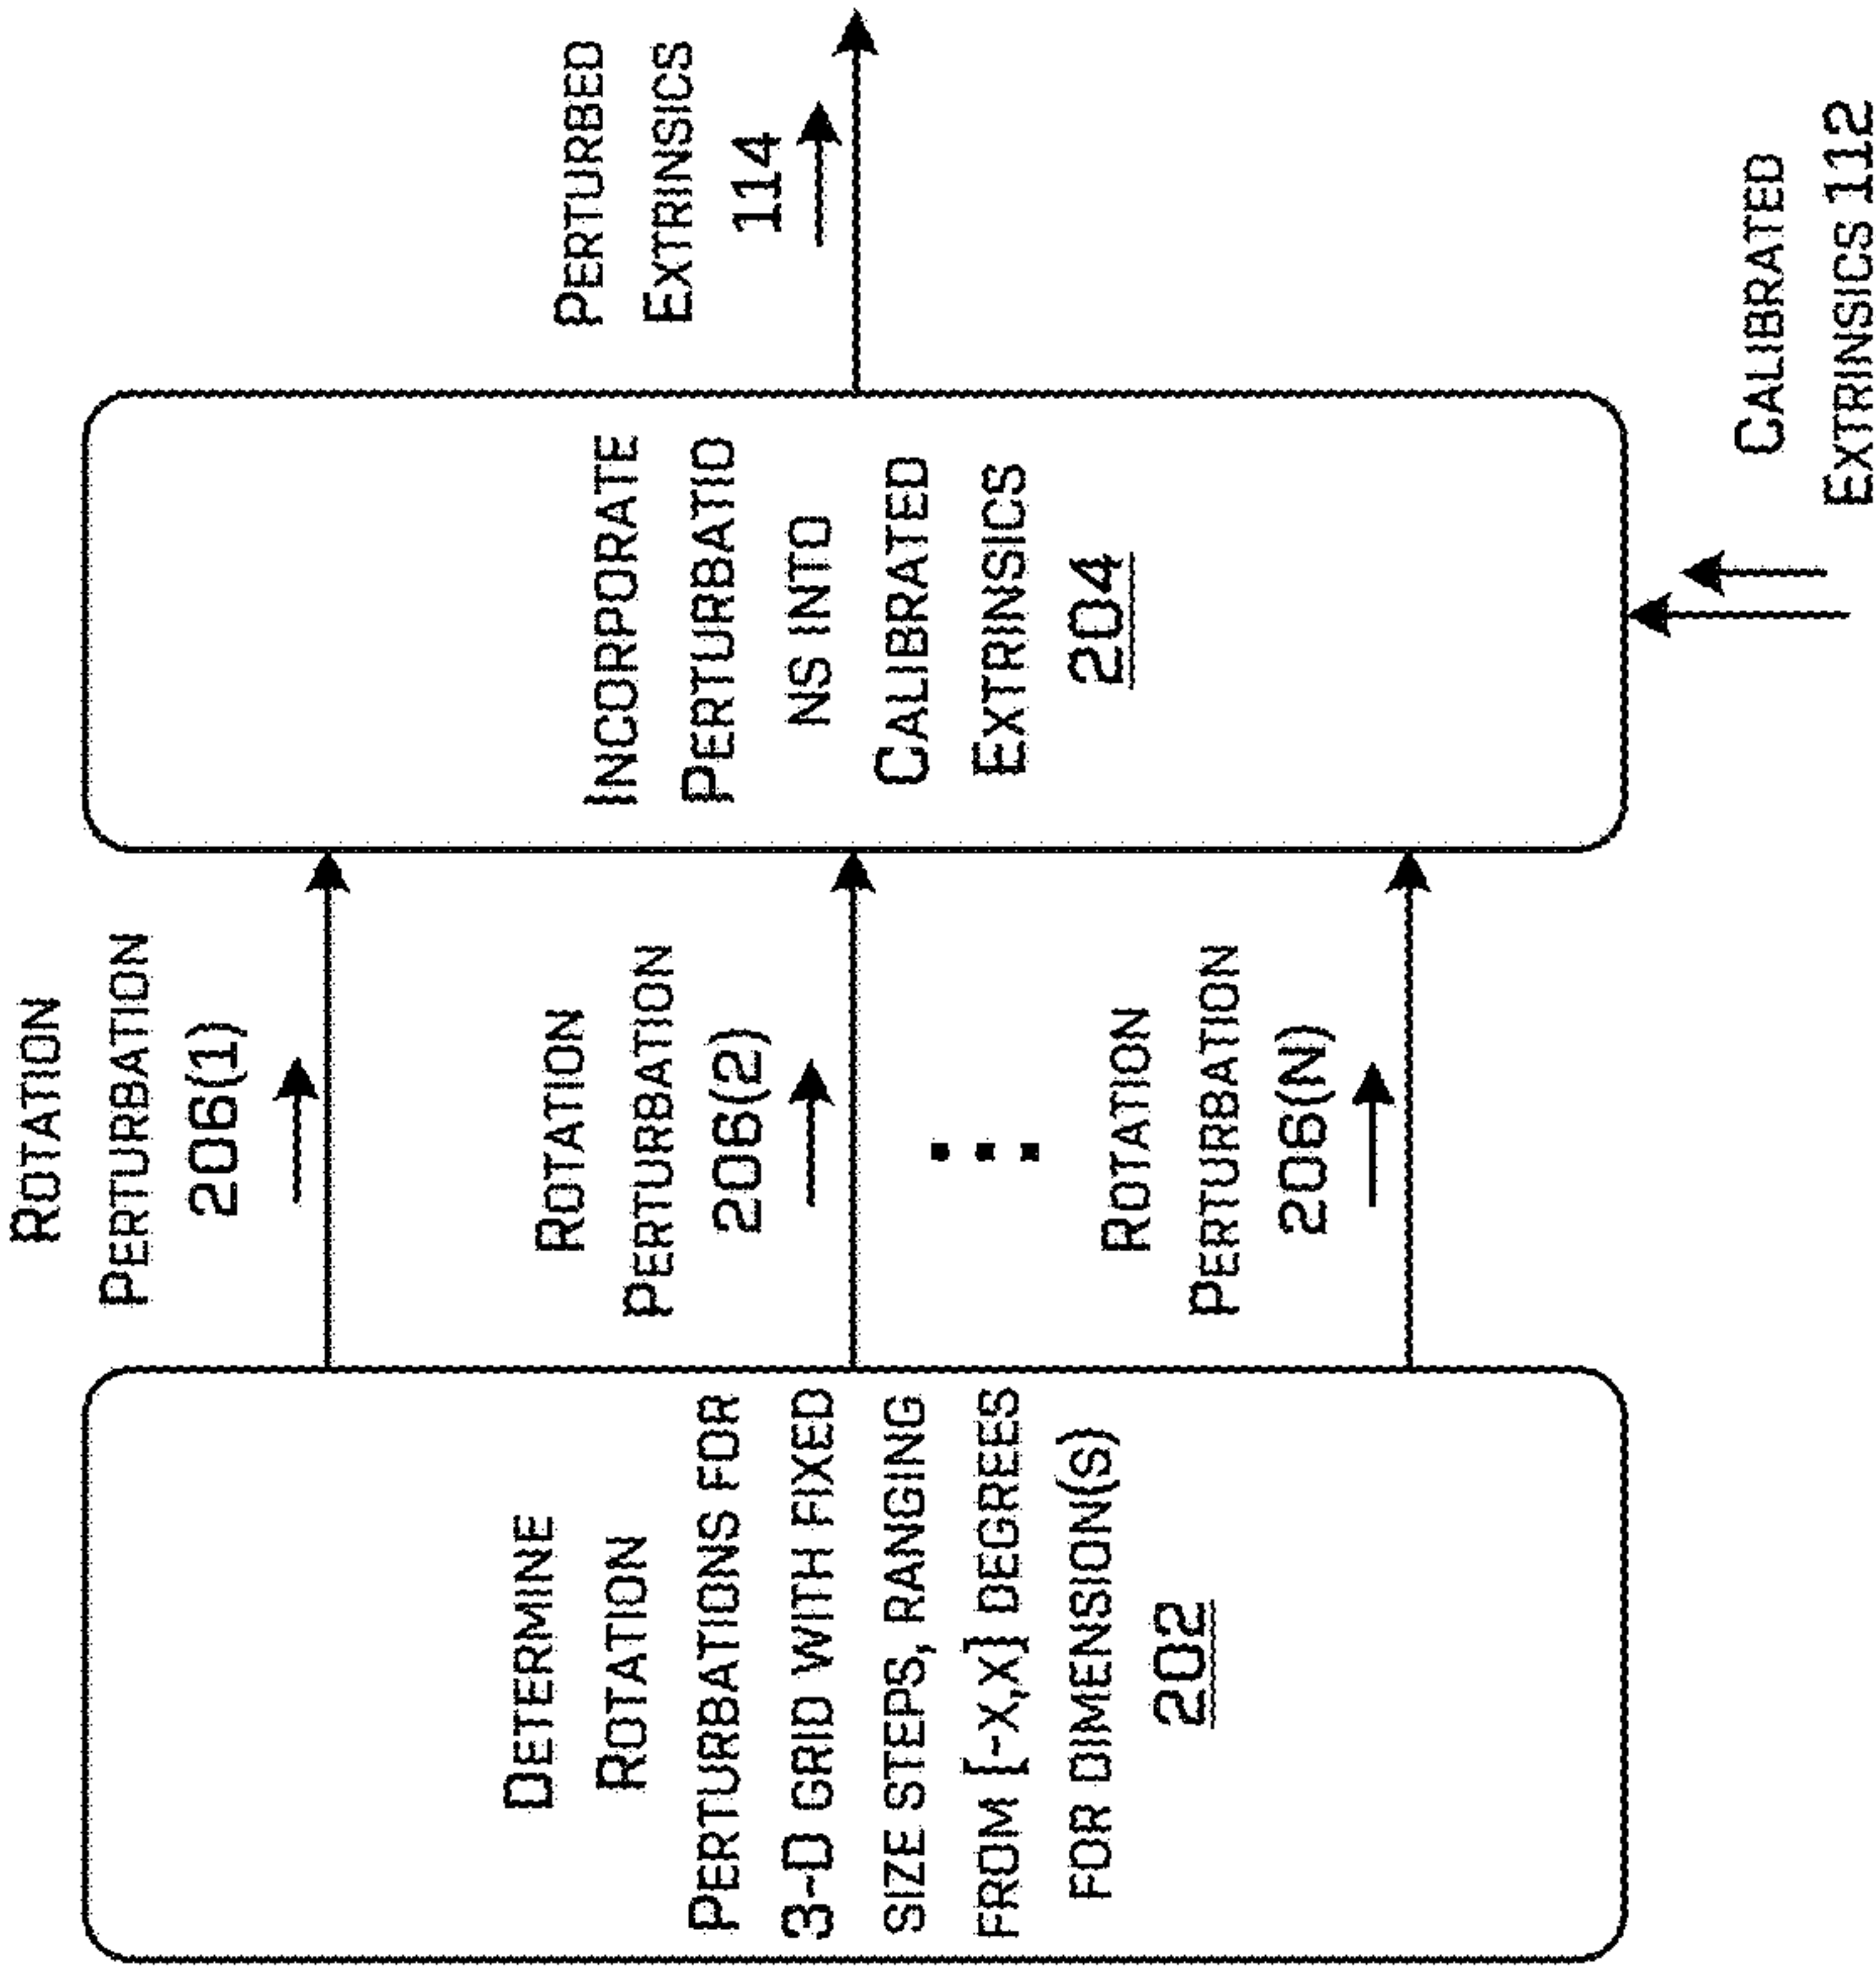 DETERMINE
ROTATION
PERTURBATIONS FOR
3-D GRID WITH FIXED
SIZE STEPS, RANGING
FROM [-X,X] DEGREES
FOR DIMENSION(S)
202
ROTATION
PERTURBATION
206(1)
ROTATION
PERTURBATION
206(2)
ROTATION
PERTURBATION
206(N)
INCORPORATE
PERTURBATIO
NS INTO
CALIBRATED
EXTRINSICS
204
PERTURBED
EXTRINSICS
114
CALIBRATED
EXTRINSICS 112